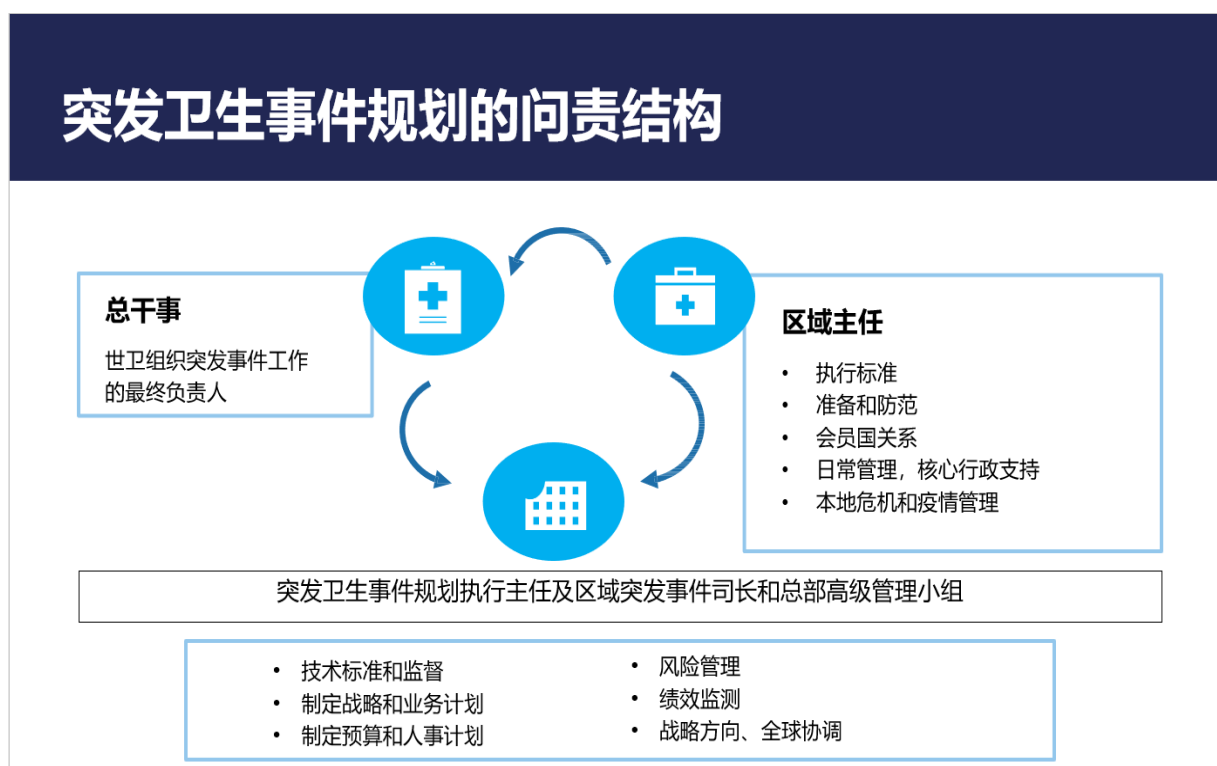 突发卫生事件规划的问责结构
总干事
世卫组织突发事件工作
的最终负责人
区域主任
• 执行标准
• 准备和防范
• 会员国关系
• 日常管理，核心行政支持
• 本地危机和疫情管理
突发卫生事件规划执行主任及区域突发事件司长和总部高级管理小组
• 技术标准和监督
• 制定战略和业务计划
• 制定预算和人事计划
• 风险管理
• 绩效监测
• 战略方向、全球协调